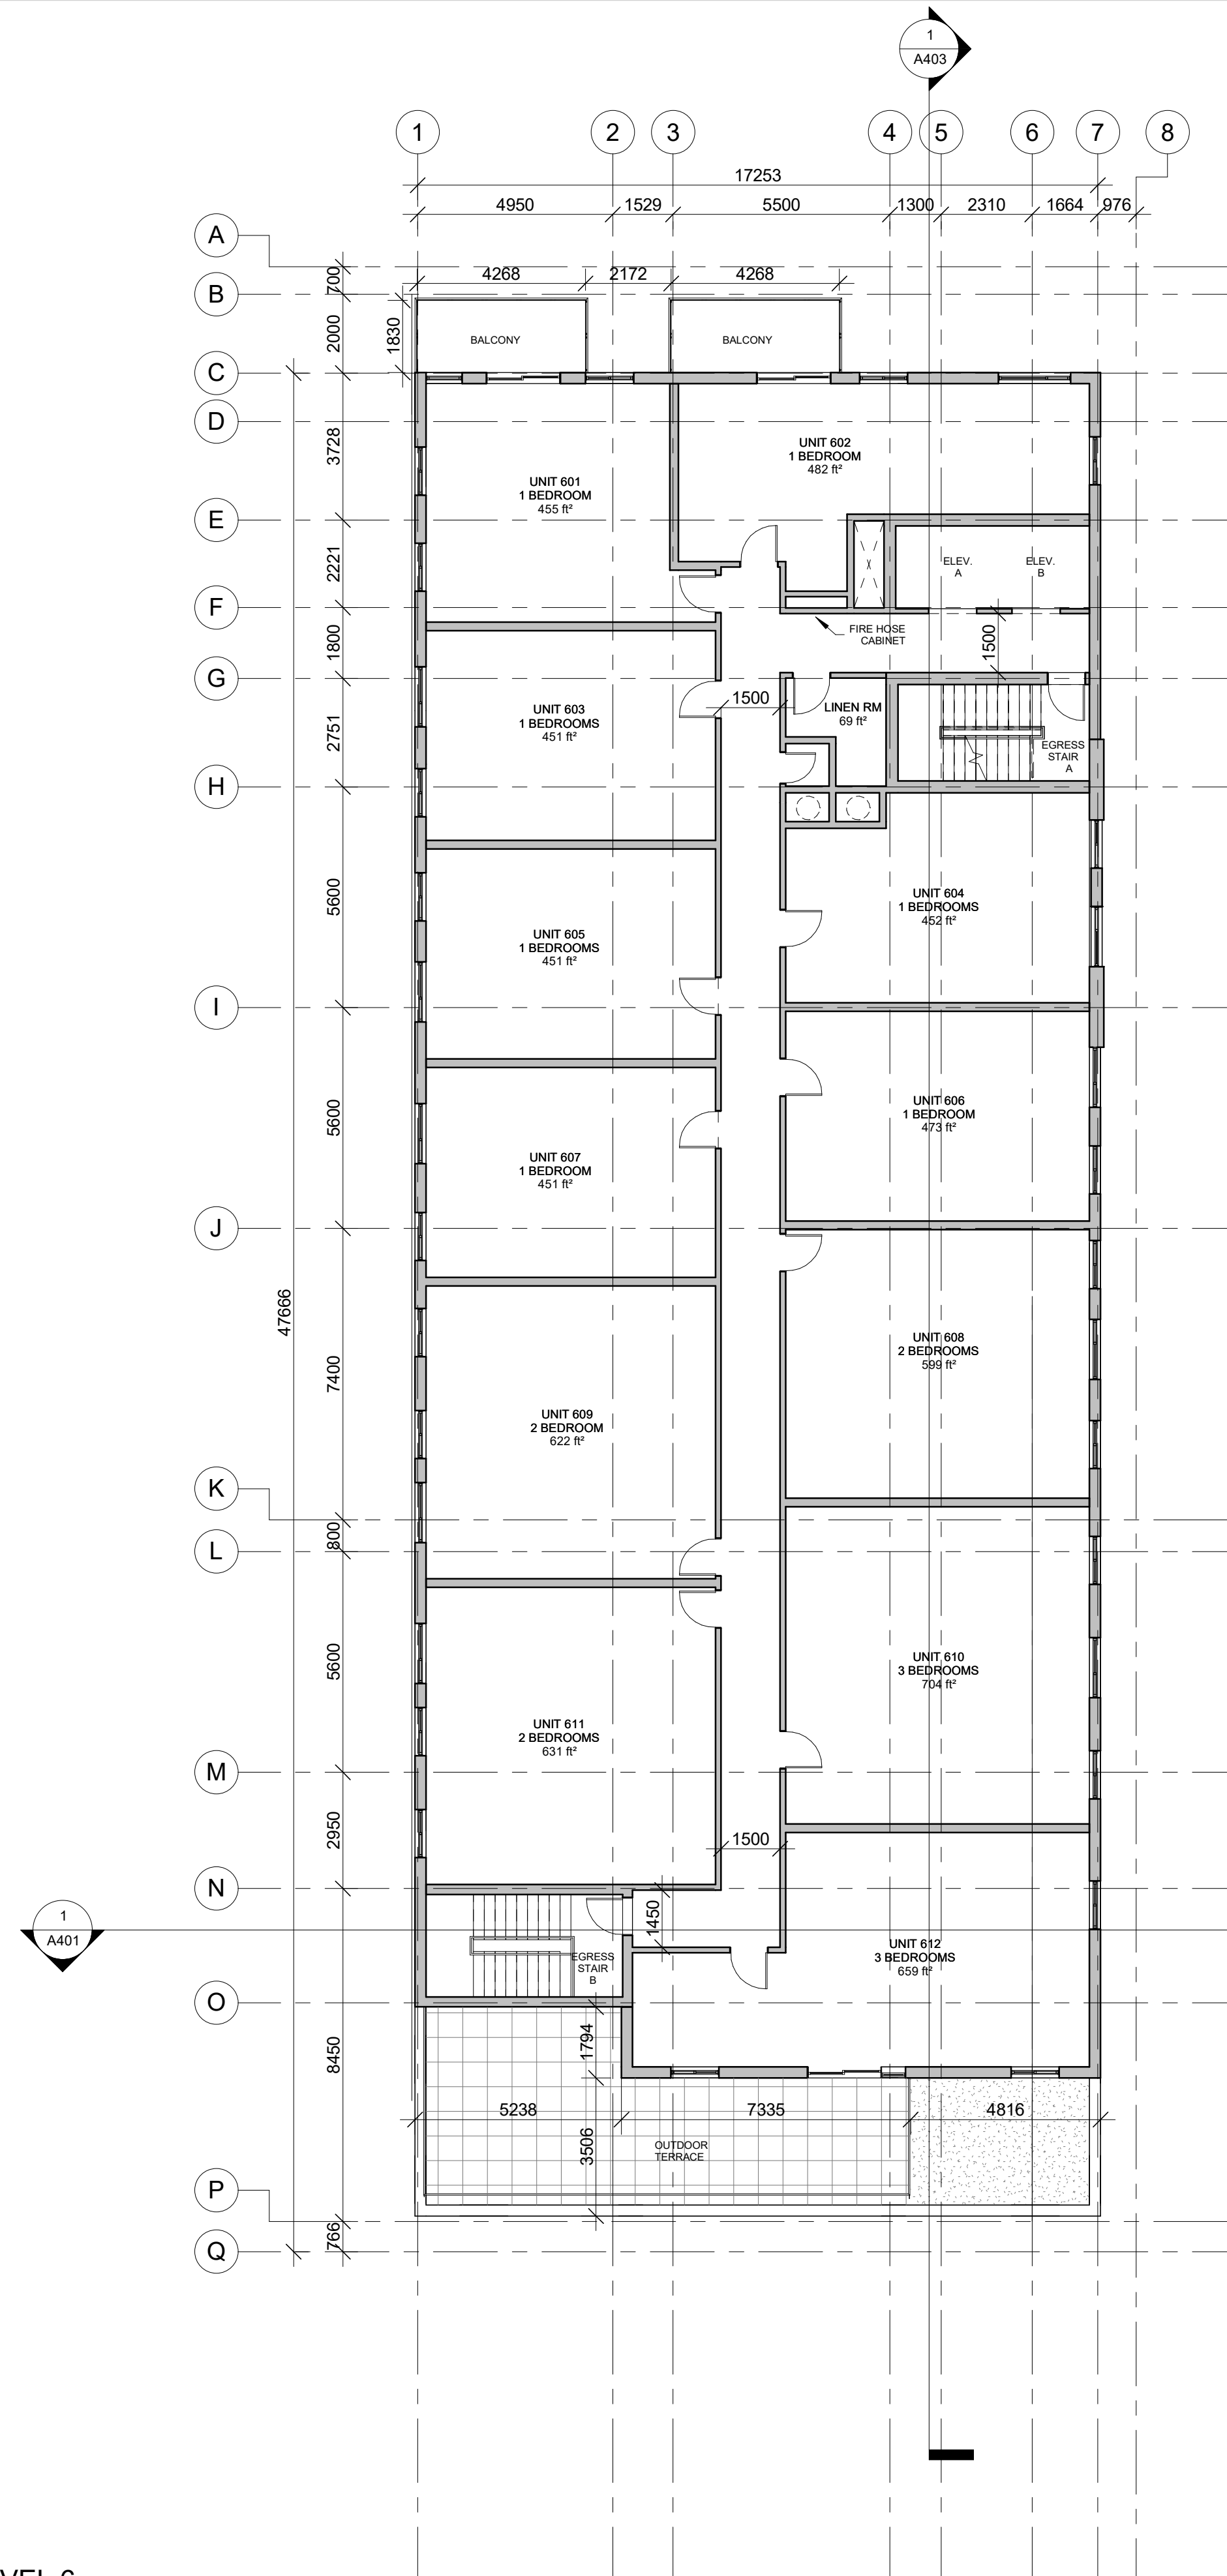 1
A403
1
2
3
4
5
6
7
8
17253
4950
1529
5500
1300
2310
1664
976
A
700
4268
2172
4268
B
2000
1830
BALCONY
BALCONY
C
D
3728
UNIT 602
1 BEDROOM
482 ft²
UNIT 601
1 BEDROOM
455 ft²
E
2221
ELEV.
A
ELEV.
B
F
FIRE HOSE
CABINET
1800
1500
G
1500
LINEN RM
69 ft²
UNIT 603
1 BEDROOMS
451 ft²
2751
EGRESS
STAIR
A
H
5600
UNIT 604
1 BEDROOMS
452 ft²
UNIT 605
1 BEDROOMS
451 ft²
I
5600
UNIT 606
1 BEDROOM
473 ft²
UNIT 607
1 BEDROOM
451 ft²
J
47666
7400
UNIT 608
2 BEDROOMS
599 ft²
UNIT 609
2 BEDROOM
622 ft²
K
800
L
5600
UNIT 610
3 BEDROOMS
704 ft²
UNIT 611
2 BEDROOMS
631 ft²
M
2950
1500
N
1450
1
A401
UNIT 612
3 BEDROOMS
659 ft²
EGRESS
STAIR
B
O
8450
1794
5238
7335
4816
3506
OUTDOOR
TERRACE
P
766
Q